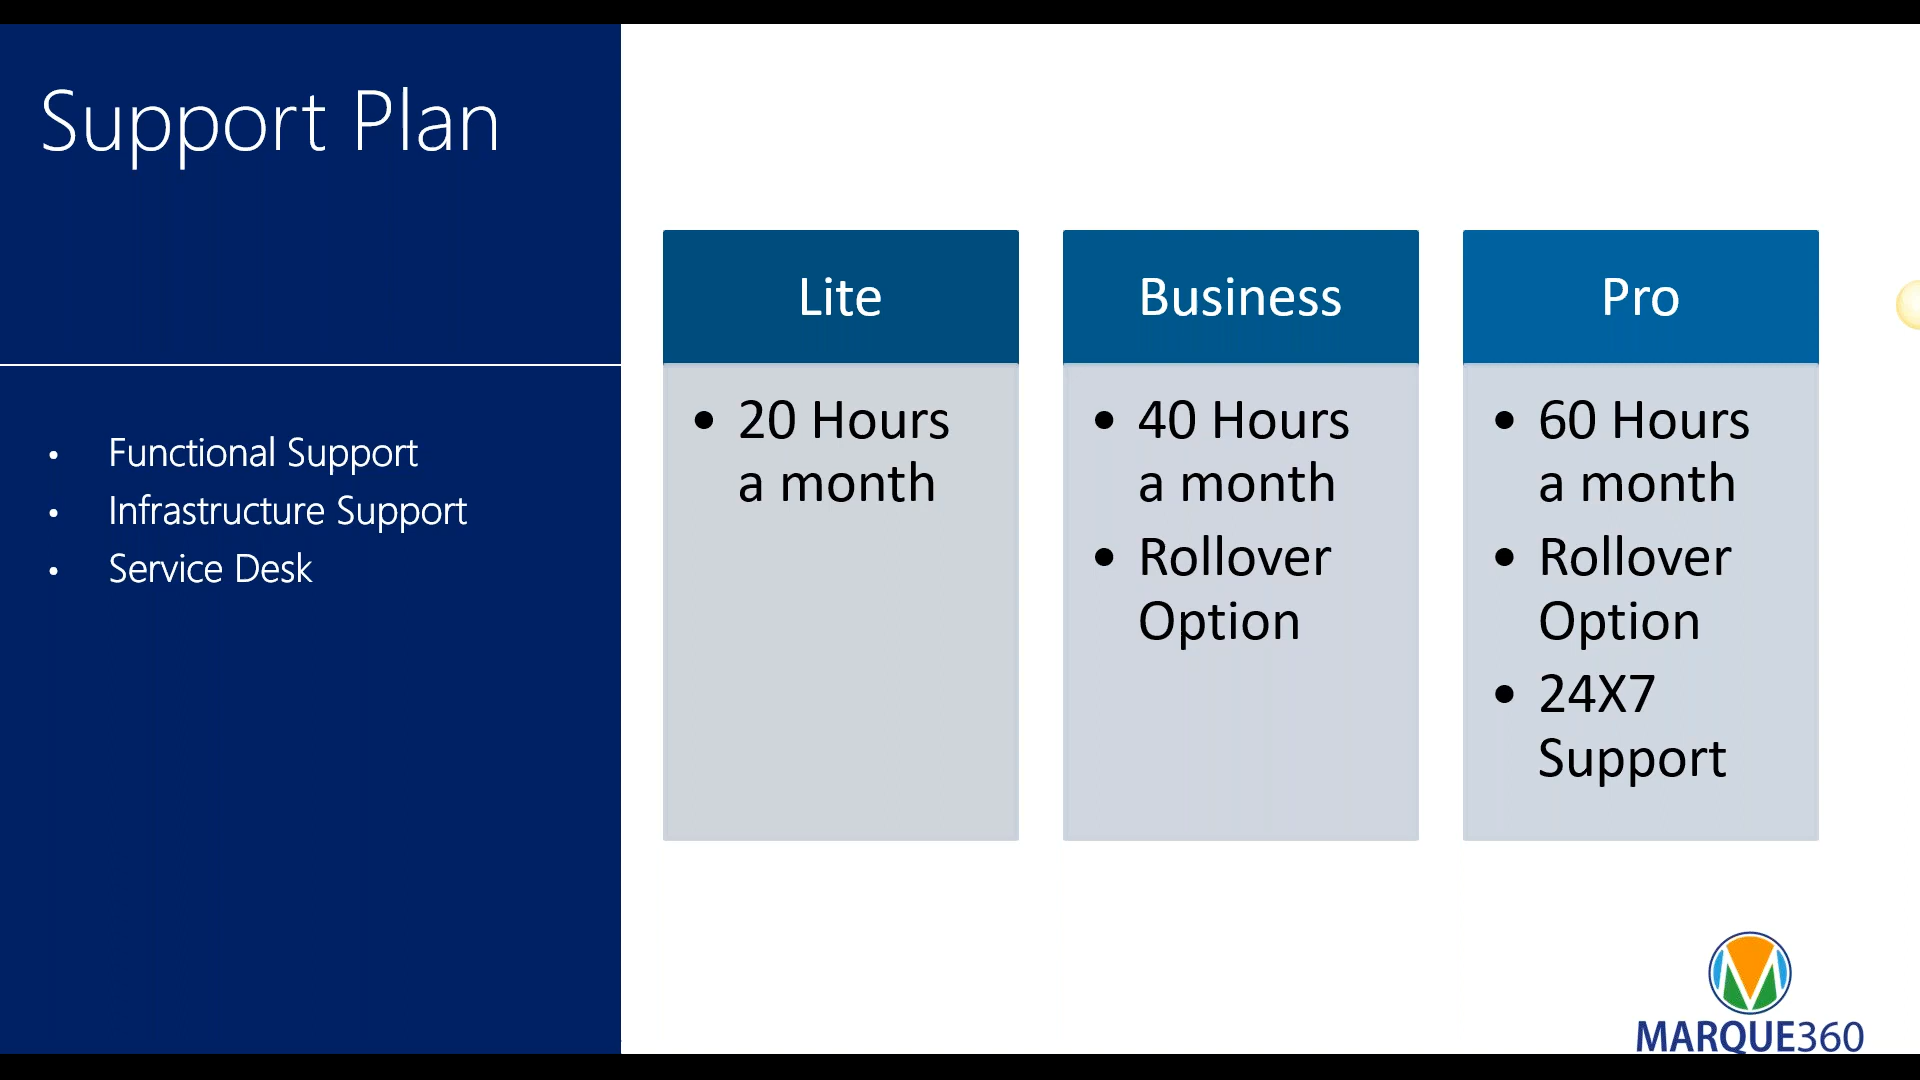 Support Plan
• Functional Support
• Infrastructure Support
• Service Desk
Lite
• 20 Hours
a month
Business
• 40 Hours
a month
• Rollover
Option
Pro
• 60 Hours
a month
• Rollover
Option
• 24X7
Support
MARQUE360